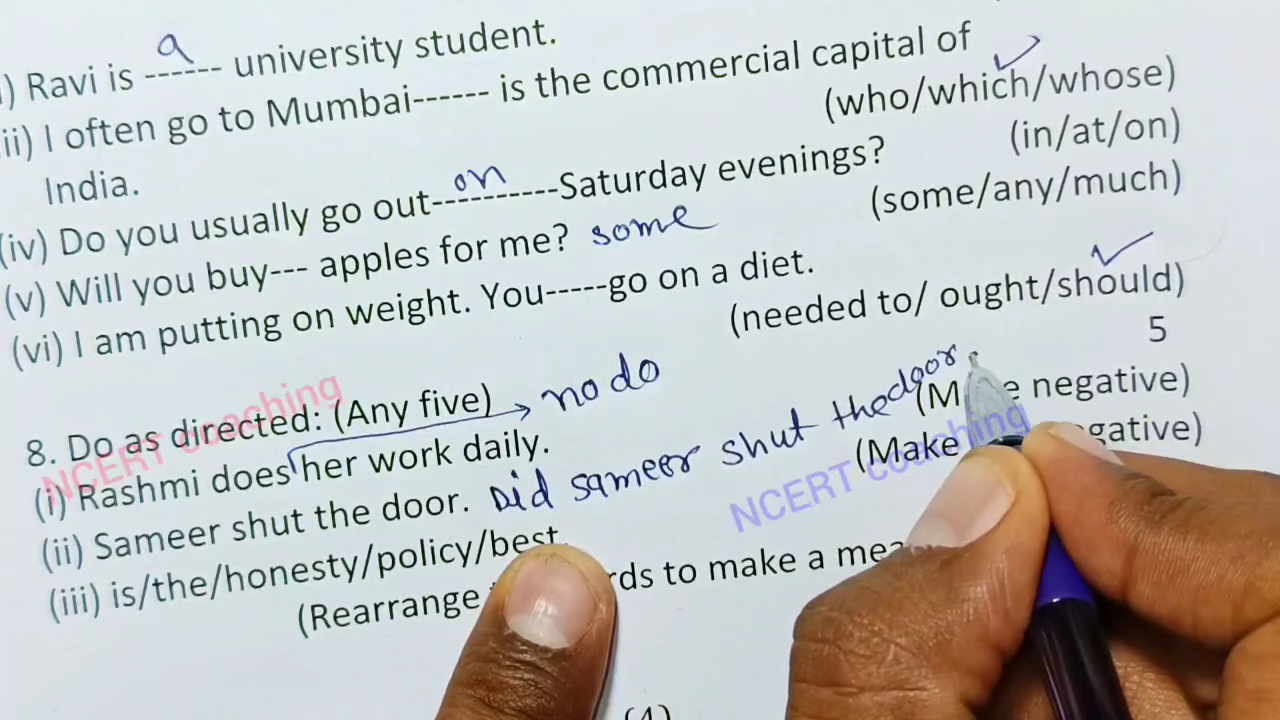 ) Ravi is a ------ university student.
ii) I often go to Mumbai------ is the commercial capital of
India. (who/which/whose)
(iv) Do you usually go out on ----------Saturday evenings? (in/at/on)
(v) Will you buy--- apples for me? some (some/any/much)
(vi) I am putting on weight. You-----go on a diet.
(needed to/ ought/should)
5
8. Do as directed: (Any five) no do
(i) Rashmi does her work daily. negative)
(ii) Sameer shut the door. Did sameer shut the door. (Make
(iii) is/the/honesty/policy/best
(Rearrange to make a
NCERT Coaching
NCERT Coaching